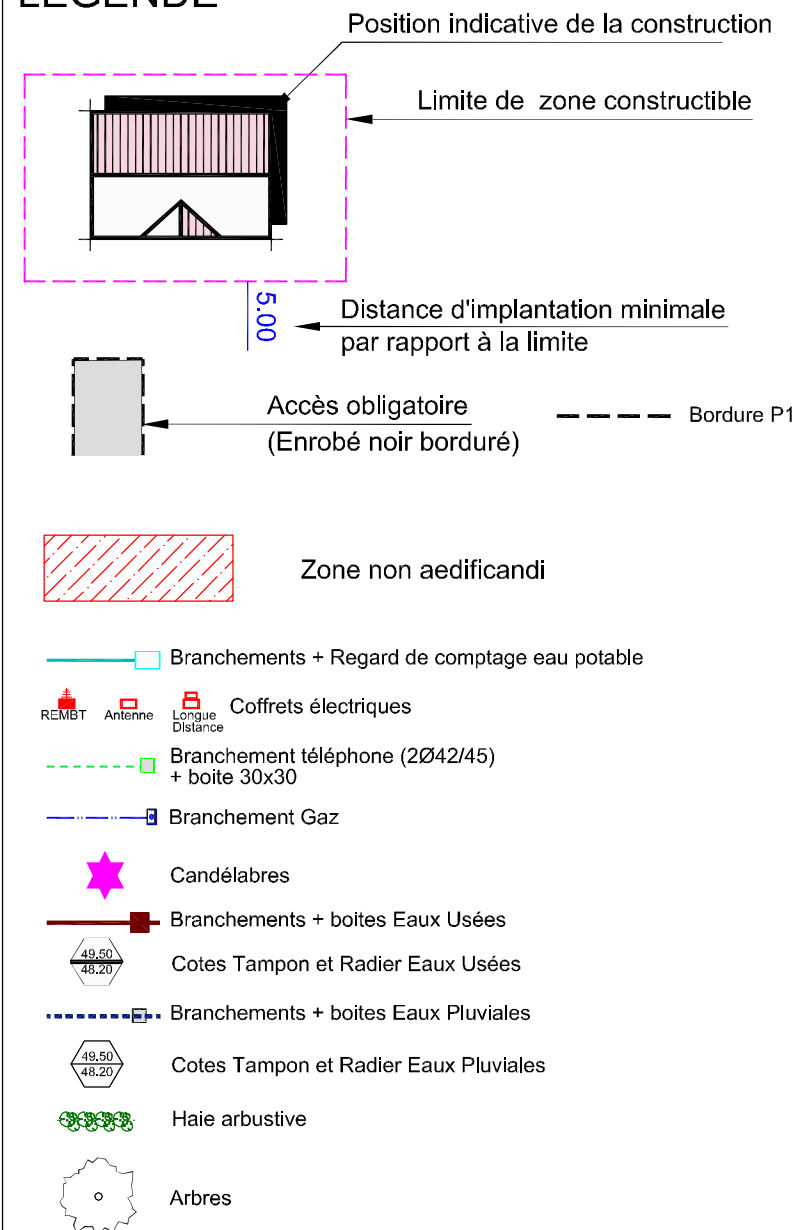 LEGENDE
Position indicative de la construction
Limite de zone constructible
5.00
Distance d'implantation minimale
par rapport à la limite
Accès obligatoire
(Enrobé noir borduré)
Bordure P1
Zone non aedificandi
Branchements + Regard de comptage eau potable
REMBT
Antenne
Longue
Distance
Coffrets électriques
Branchement téléphone (2Ø42/45)
+ boite 30x30
Branchement Gaz
Candélabres
Branchements + boites Eaux Usées
49.50
48.20
Cotes Tampon et Radier Eaux Usées
Branchements + boites Eaux Pluviales
49.50
48.20
Cotes Tampon et Radier Eaux Pluviales
Haie arbustive
Arbres